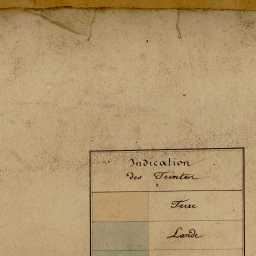 Indication
des Teintes
Terre
Lande